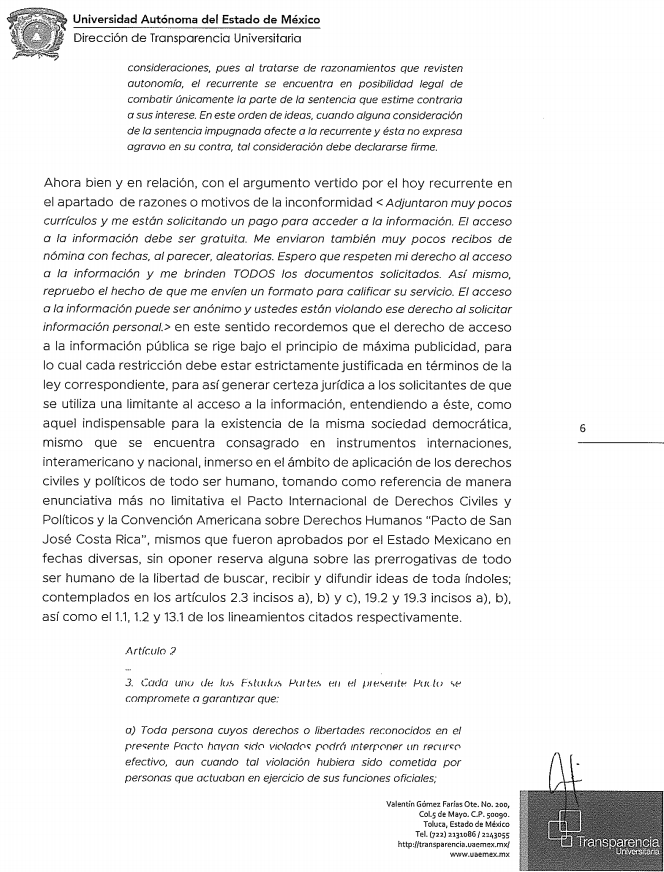 Universidad Autónoma del Estado de México
Dirección de Transparencia Universitaria
consideraciones, pues al tratarse de razonamientos que revisten
autonomía, el recurrente se encuentra en posibilidad legal de
combatir únicamente la parte de la sentencia que estime contraria
a sus interese. En este orden de ideas, cuando alguna consideración
de la sentencia impugnada afecte a la recurrente y ésta no expresa
agravio en su contra, tal consideración debe declararse firme.
Ahora bien y en relación, con el argumento vertido por el hoy recurrente en
el apartado de razones o motivos de la inconformidad < Adjuntaron muy pocos
currículos y me están solicitando un pago para acceder a la información. El acceso
a la información debe ser gratuita. Me enviaron también muy pocos recibos de
nómina con fechas, al parecer, aleatorias. Espero que respeten mi derecho al acceso
a la información y me brinden TODOS los documentos solicitados. Así mismo,
repruebo el hecho de que me envíen un formato para calificar su servicio. El acceso
a la información puede ser anónimo y ustedes están violando ese derecho al solicitar
información personal.> en este sentido recordemos que el derecho de acceso
a la información pública se rige bajo el principio de máxima publicidad, para
lo cual cada restricción debe estar estrictamente justificada en términos de la
ley correspondiente, para así generar certeza jurídica a los solicitantes de que
se utiliza una limitante al acceso a la información, entendiendo a éste, como
aquel indispensable para la existencia de la misma sociedad democrática,
mismo que se encuentra consagrado en instrumentos internaciones,
interamericano y nacional, inmerso en el ámbito de aplicación de los derechos
civiles y políticos de todo ser humano, tomando como referencia de manera
enunciativa más no limitativa el Pacto Internacional de Derechos Civiles y
Políticos y la Convención Americana sobre Derechos Humanos “Pacto de San
José Costa Rica”, mismos que fueron aprobados por el Estado Mexicano en
fechas diversas, sin oponer reserva alguna sobre las prerrogativas de todo
ser humano de la libertad de buscar, recibir y difundir ideas de toda índoles;
contemplados en los artículos 2.3 incisos a), b) y c), 19.2 y 19.3 incisos a), b),
así como el 1.1, 1.2 y 13.1 de los lineamientos citados respectivamente.
6
Artículo 2
...
3. Cada uno de los Estados Partes en el presente Pacto se
compromete a garantizar que:
a) Toda persona cuyos derechos o libertades reconocidos en el
presente Pacto hayan sido violados podrá interponer un recurso
efectivo, aun cuando tal violación hubiera sido cometida por
personas que actuaban en ejercicio de sus funciones oficiales;
Valentín Gómez Farías Ote. No. 200,
Col.5 de Mayo. C.P. 50090.
Toluca, Estado de México
Tel. (722) 2131086 / 2143055
http://transparencia.uaemex.mx/
www.uaemex.mx
Transparencia
Universitaria